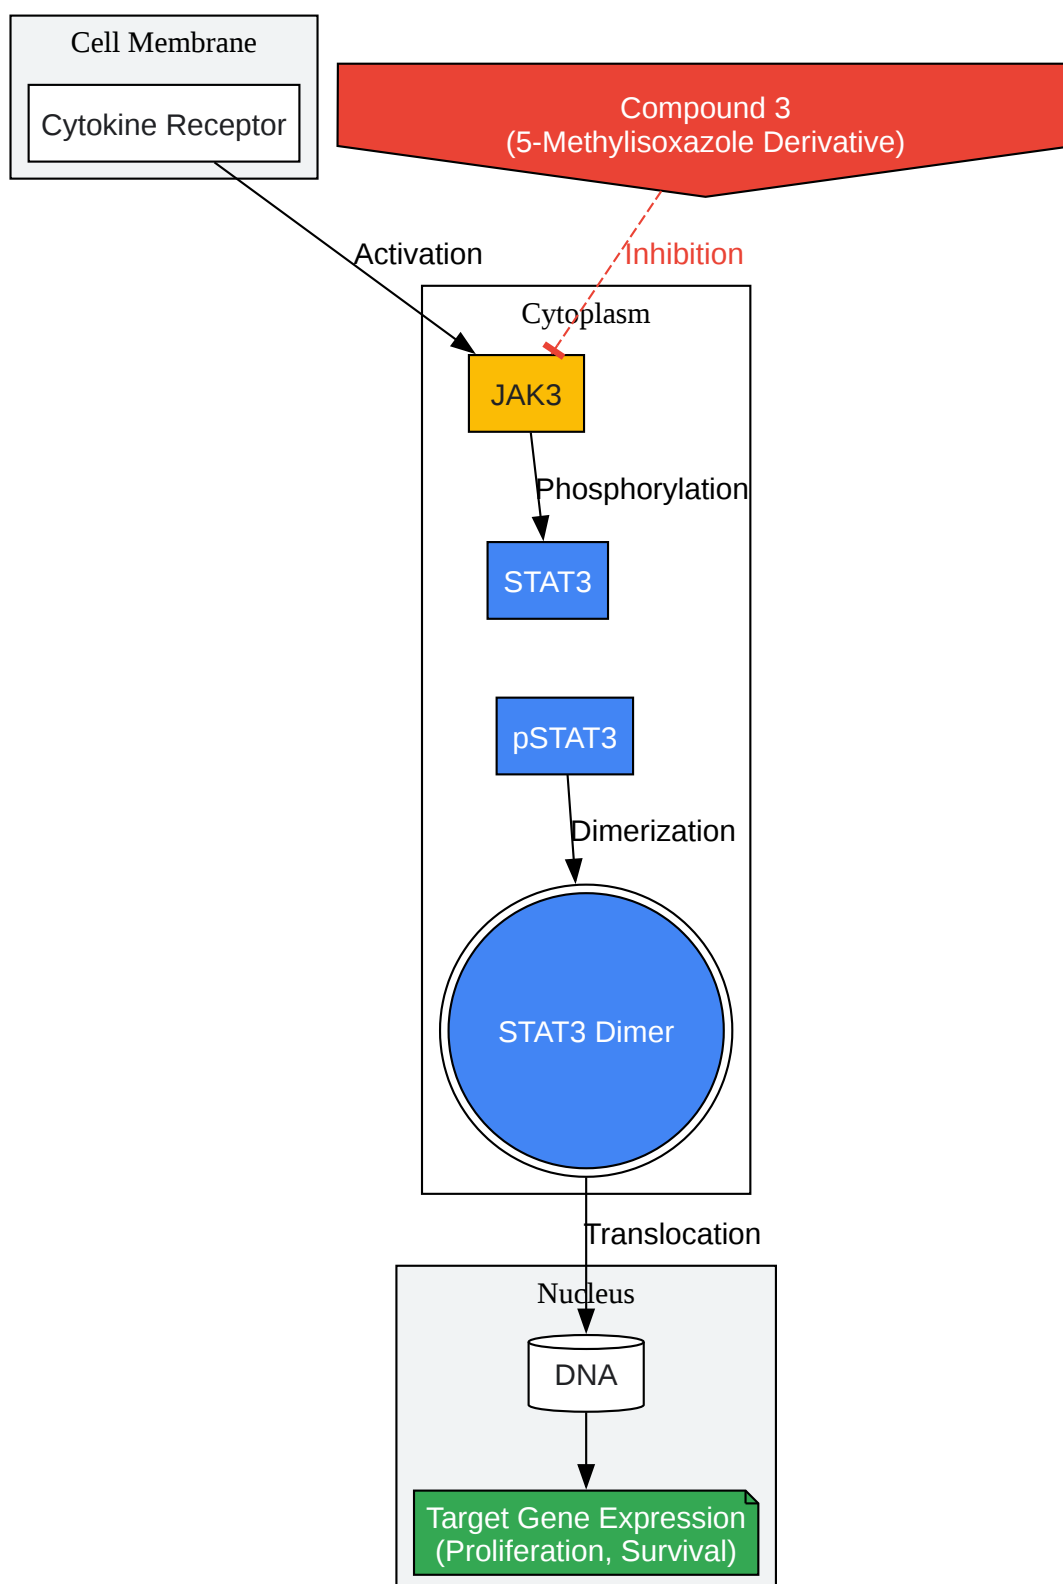 Cell Membrane
Cytokine Receptor
Compound 3
(5-Methylisoxazole Derivative)
Activation
Inhibition
Cytoplasm
JAK3
Phosphorylation
STAT3
pSTAT3
Dimerization
STAT3 Dimer
Translocation
Nucleus
DNA
Target Gene Expression
(Proliferation, Survival)